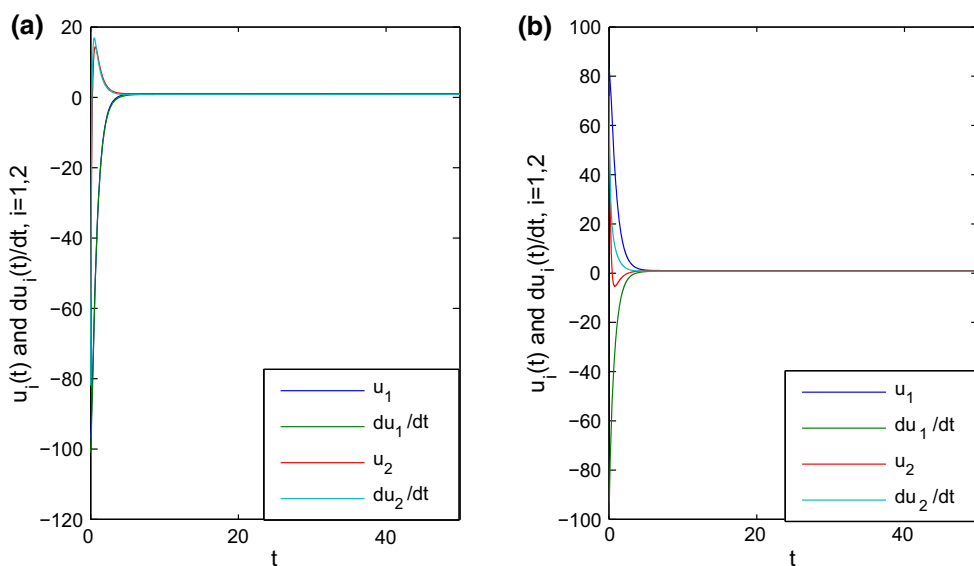 (a)
20
0
−20
−40
−60
−80
−100
−120
0
20
40
t
u_i(t) and du_i(t)/dt, i=1,2
u_1
du_1/dt
u_2
du_2/dt
(b)
100
80
60
40
20
0
−20
−40
−60
−80
−100
0
20
40
t
u_i(t) and du_i(t)/dt, i=1,2
u_1
du_1/dt
u_2
du_2/dt